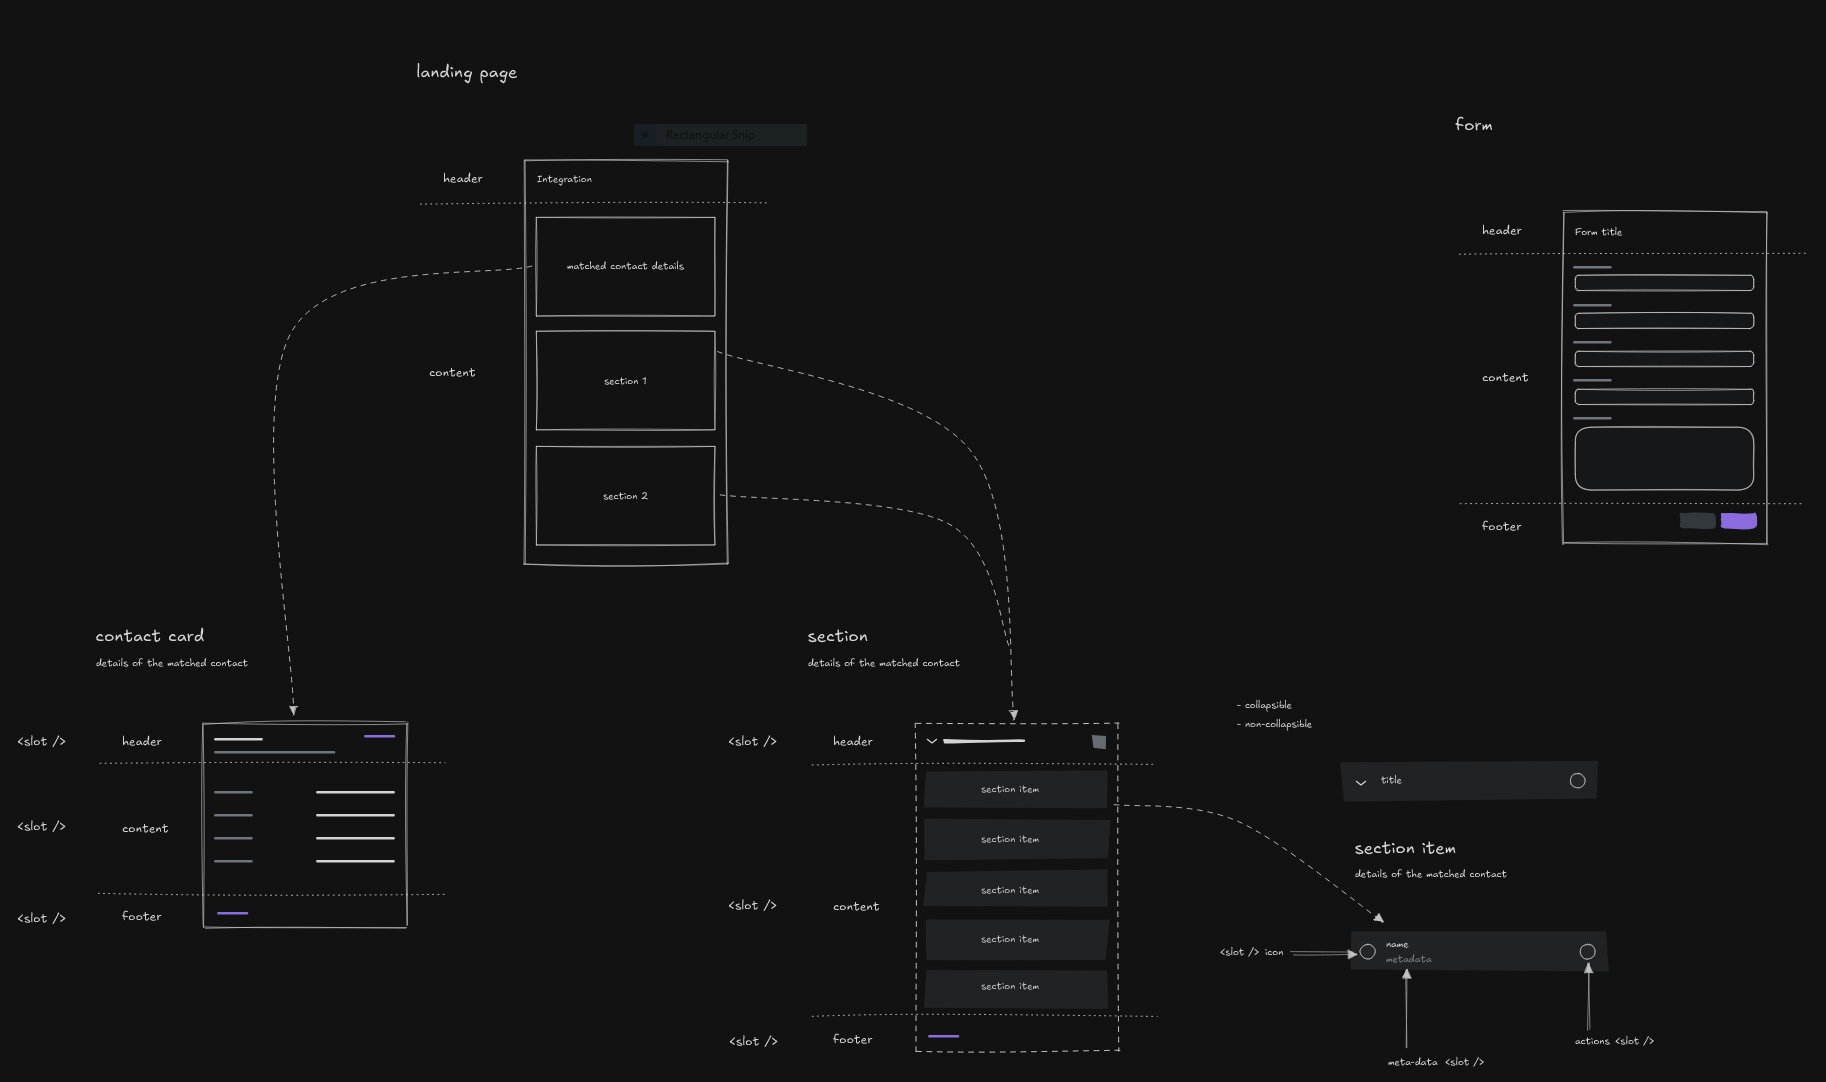 landing page
Rectangular Snip
form
header
Integration
matched contact details
content
section 1
section 2
header
Form title
content
footer
contact card
details of the matched contact
<slot />
header
<slot />
content
<slot />
footer
section
details of the matched contact
<slot />
header
section item
section item
<slot />
content
section item
section item
section item
<slot />
footer
- collapsible
- non-collapsible
title
section item
details of the matched contact
<slot /> icon
name
metadata
actions <slot />
meta-data <slot />